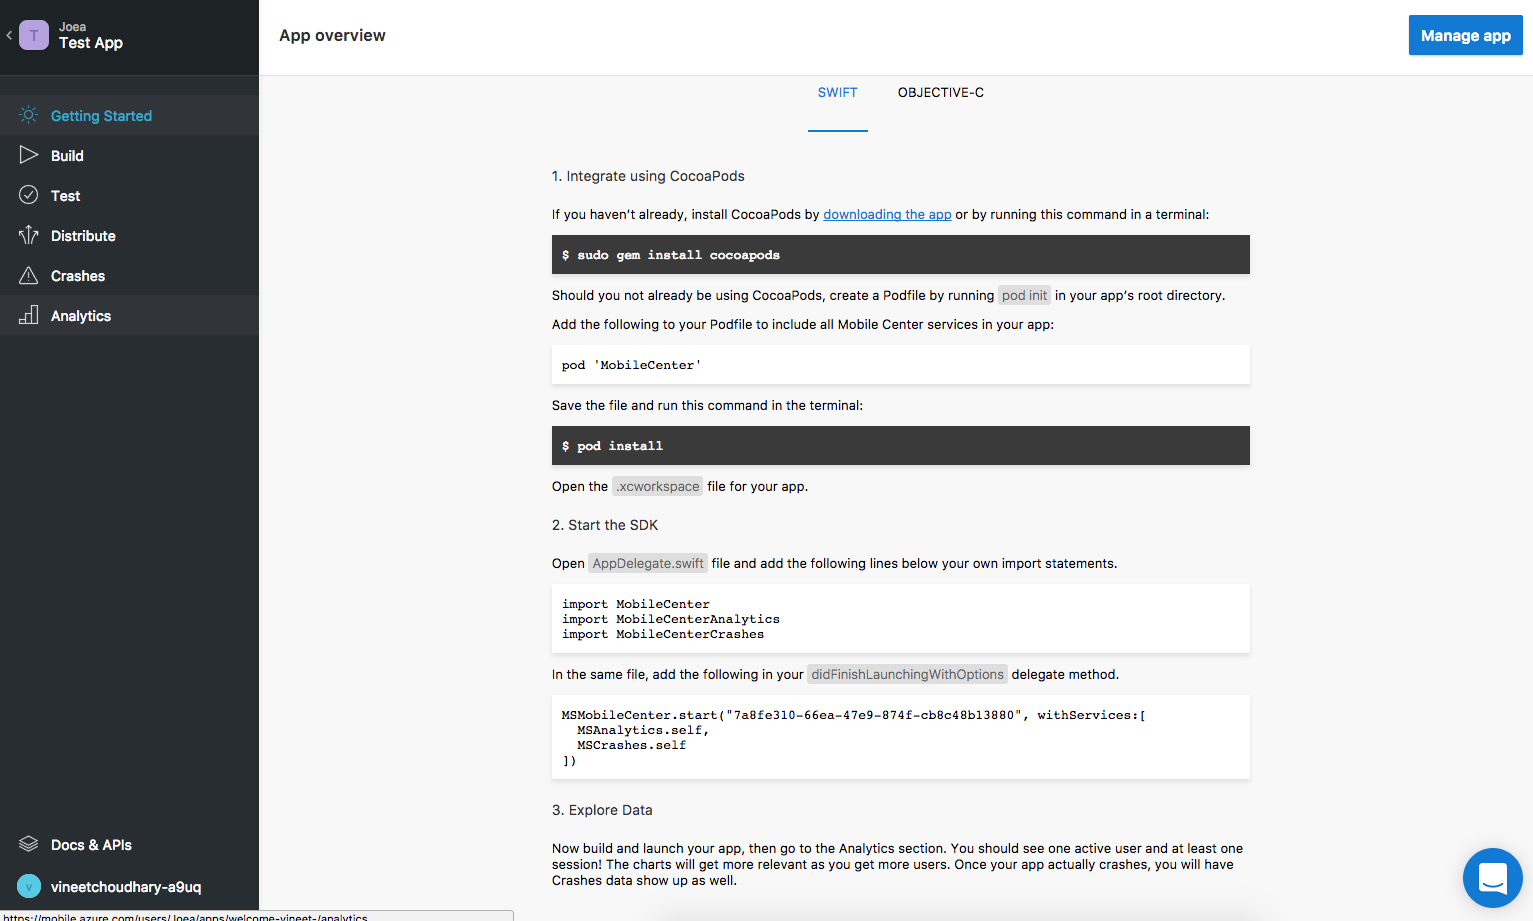 T
Joea
Test App
App overview
Manage app
Getting Started
Build
Test
Distribute
Crashes
Analytics
SWIFT
OBJECTIVE-C
1. Integrate using CocoaPods
If you haven't already, install CocoaPods by downloading the app or by running this command in a terminal:
$ sudo gem install cocoapods
Should you not already be using CocoaPods, create a Podfile by running pod init in your app's root directory.
Add the following to your Podfile to include all Mobile Center services in your app:
pod 'MobileCenter'
Save the file and run this command in the terminal:
$ pod install
Open the .xcworkspace file for your app.
2. Start the SDK
Open AppDelegate.swift file and add the following lines below your own import statements.
import MobileCenter
import MobileCenterAnalytics
import MobileCenterCrashes
In the same file, add the following in your didFinishLaunchingWithOptions delegate method.
MSMobileCenter.start("7a8fe310-66ea-47e9-874f-cb8c48b13880", withServices:[
MSAnalytics.self,
MSCrashes.self
])
3. Explore Data
Now build and launch your app, then go to the Analytics section. You should see one active user and at least one
session! The charts will get more relevant as you get more users. Once your app actually crashes, you will have
Crashes data show up as well.
Docs & APIs
v
vineetchoudhary-a9uq
https://mobile.azure.com/users/Joea/apps/welcome-vineet-/analytics